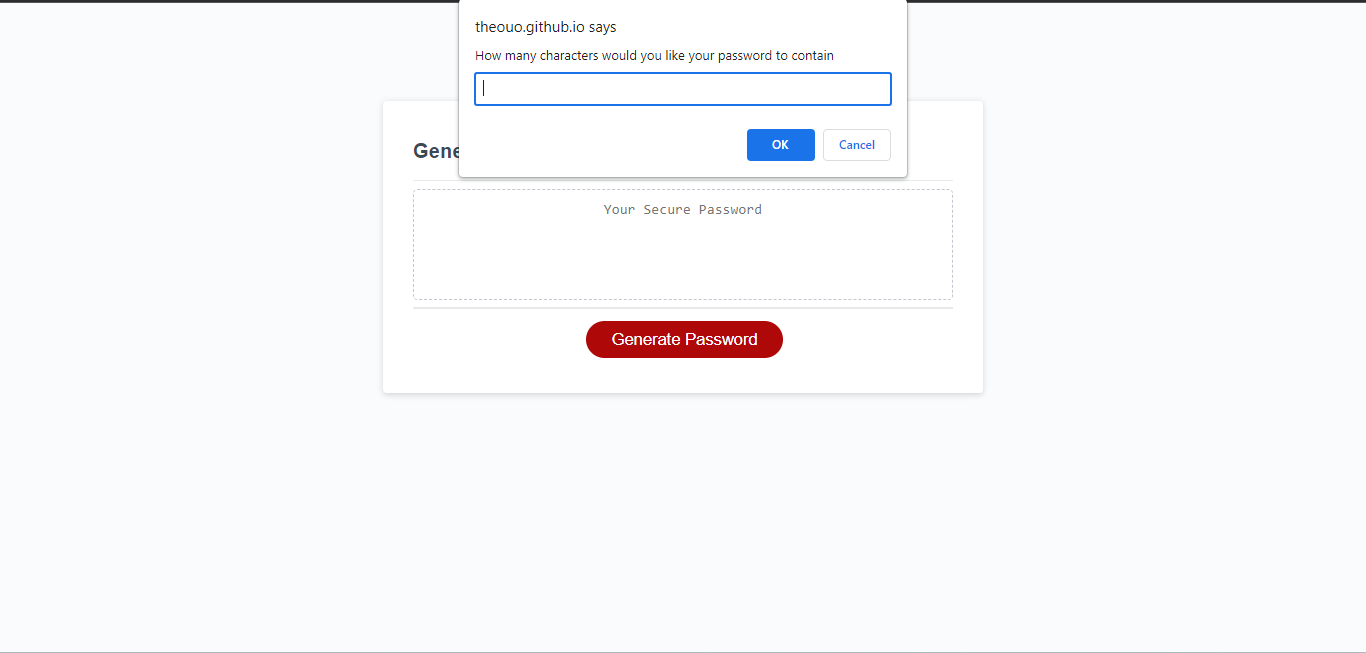 theouo.github.io says
How many characters would you like your password to contain
OK
Cancel
Gene
Your Secure Password
Generate Password